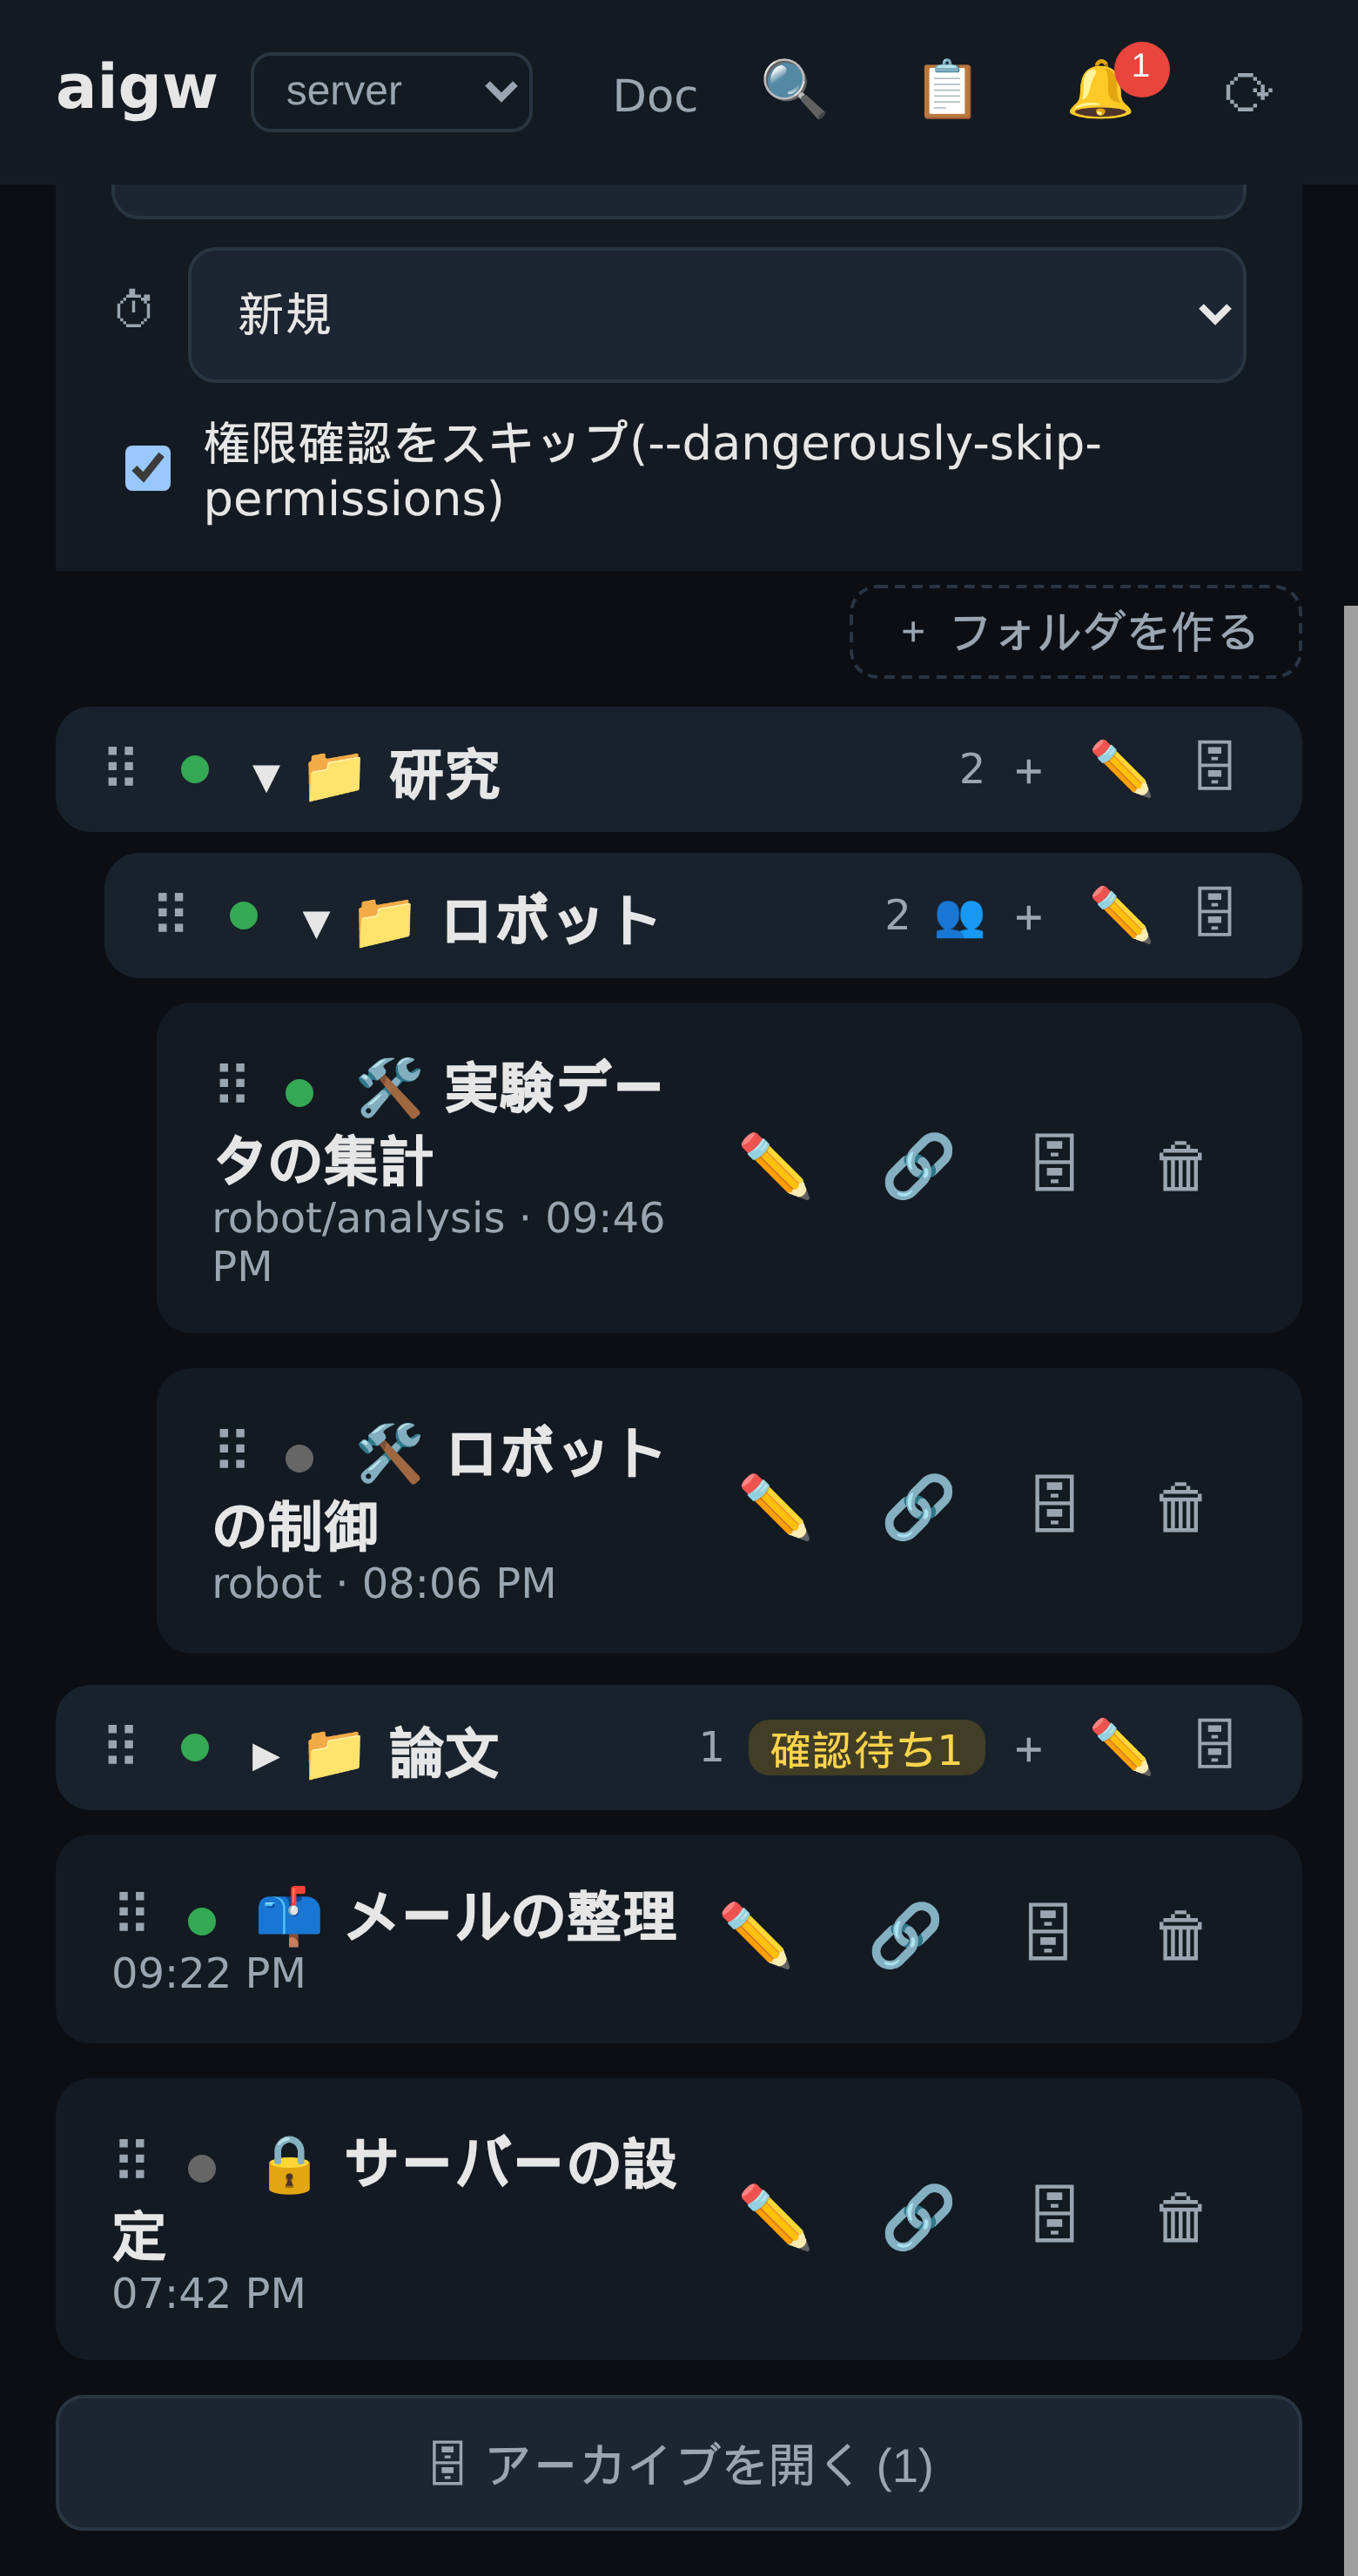 aigw server Doc 1
新規
権限確認をスキップ(--dangerously-skip-
permissions)
+ フォルダを作る
研究 2 +
ロボット 2 +
実験デー
タの集計
robot/analysis · 09:46
PM
ロボット
の制御
robot · 08:06 PM
論文 1 確認待ち1 +
メールの整理
09:22 PM
サーバーの設
定
07:42 PM
アーカイブを開く (1)